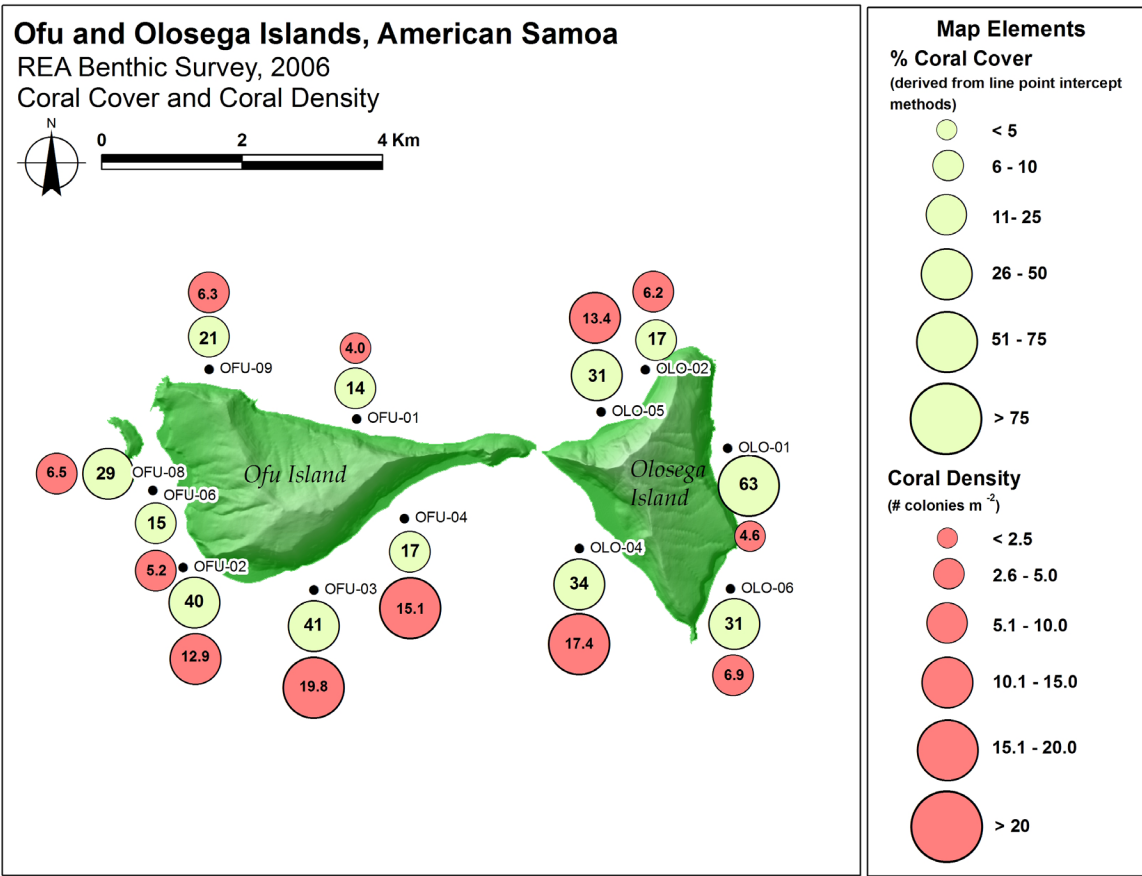 Ofu and Olosega Islands, American Samoa
REA Benthic Survey, 2006
Coral Cover and Coral Density
N
0 2 4 Km
6.3
21
OFU-09
4.0
14
OFU-01
6.5
29
OFU-08
OFU-06
15
5.2
OFU-02
40
12.9
Ofu Island
OFU-03
41
19.8
OFU-04
17
15.1
6.2
17
OLO-02
13.4
31
OLO-05
OLO-01
63
4.6
Olosega
Island
OLO-04
34
17.4
OLO-06
31
6.9
Map Elements
% Coral Cover
(derived from line point intercept
methods)
< 5
6 - 10
11- 25
26 - 50
51 - 75
> 75
Coral Density
(# colonies m⁻²)
< 2.5
2.6 - 5.0
5.1 - 10.0
10.1 - 15.0
15.1 - 20.0
> 20